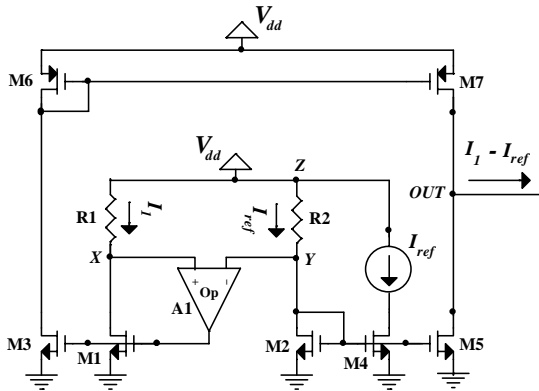 V_dd
M6
M7
I_1 - I_ref
V_dd
Z
R1
I_1
I_ref
R2
OUT
X
Y
I_ref
+ Op -
A1
M3
M1
M2
M4
M5